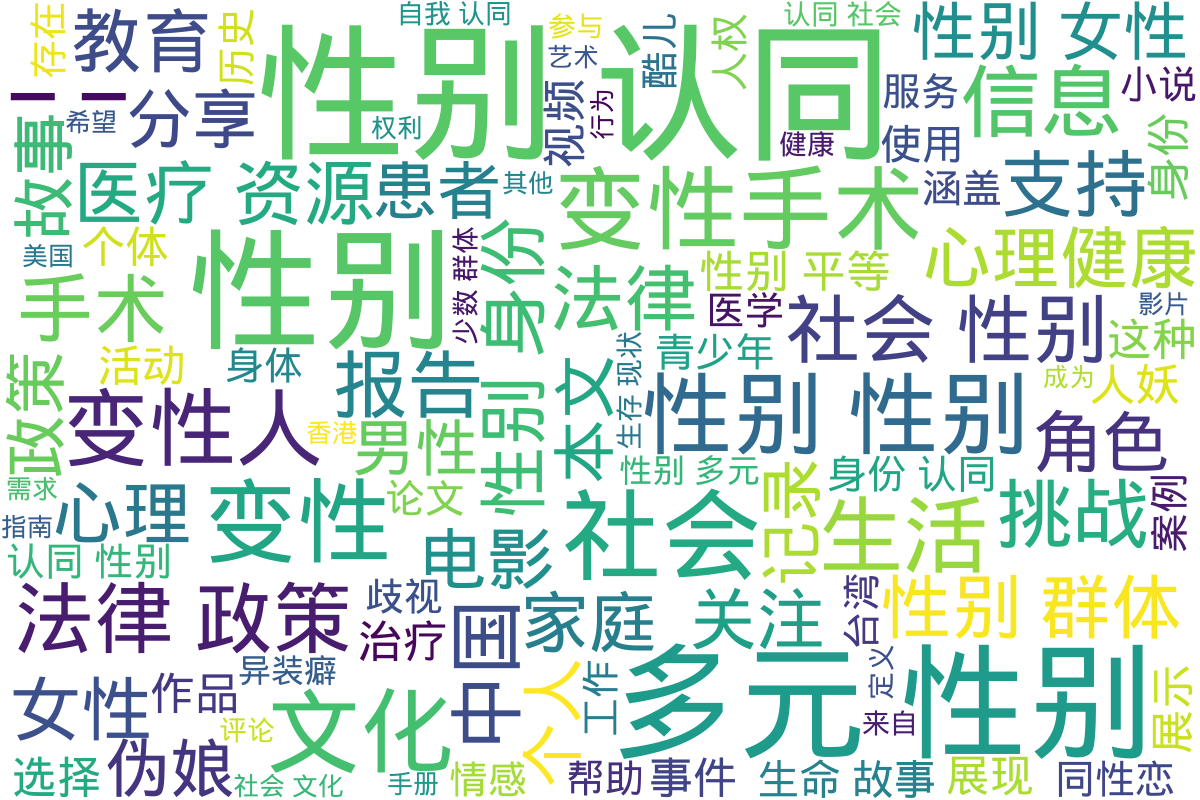 存在
教育
历史
性别 认同
自我 认同
参与
艺术
酷儿
人权
认同 社会
性别 女性
服务
信息
小说
一一
分享
希望
故事
权利
视频
行为
健康
使用
身份
医疗 资源
患者
其他
变性手术
涵盖
支持
美国
个体
性别
少数 群体
性别 身份
法律
性别 平等
心理健康
手术
医学
社会 性别
影片
这种
政策
活动
身体
报告
本文
生存 现状
青少年
性别 性别
成为
人妖
变性人
香港
男性
角色
需求
指南
心理
变性
论文
性别 多元
身份 认同
记录
生活
挑战
案例
认同 性别
电影
社会
法律 政策
歧视
治疗
中国
家庭
关注
台湾
性别 群体
女性
作品
异装癖
文化
个人
工作
多元 性别
定义
来自
展示
评论
选择
伪娘
社会 文化
手册
情感
帮助
事件
生命 故事
展现
同性恋